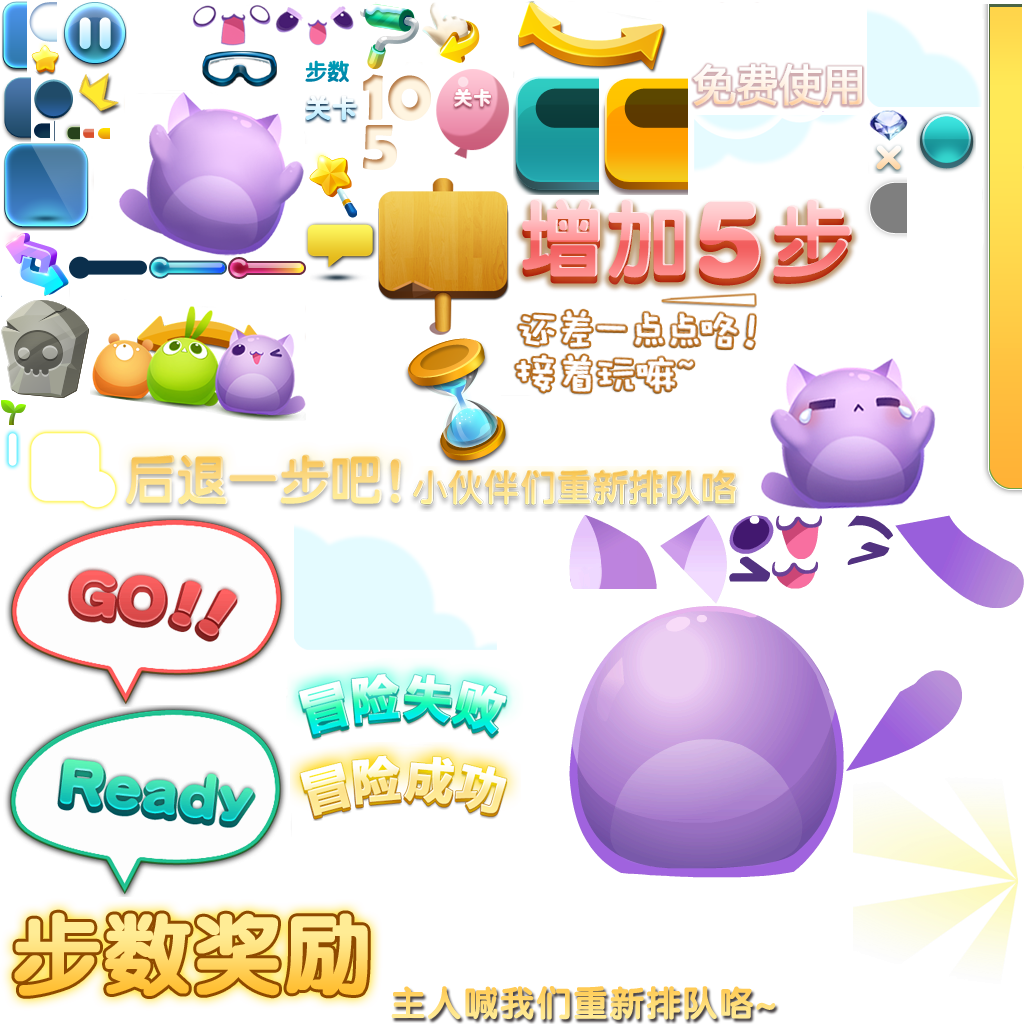 步数
关卡
10
5
关卡
免费使用
增加5步
还差一点点咯！
接着玩嘛~
后退一步吧！
小伙伴们重新排队咯
GO!!
冒险失败
冒险成功
Ready
步数奖励
主人喊我们重新排队咯~